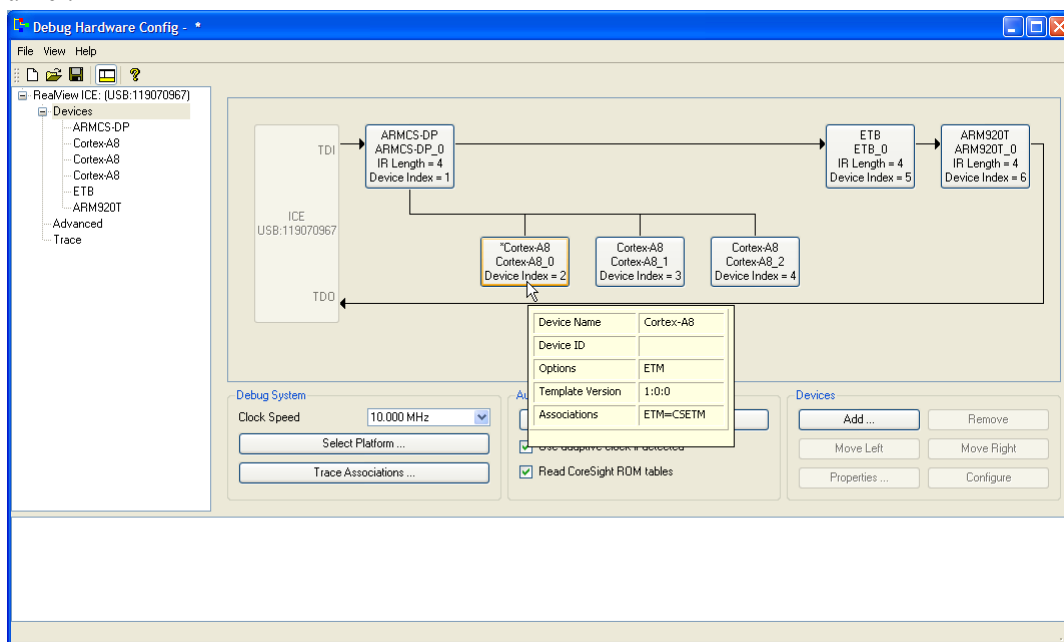 Debug Hardware Config - *
File View Help
RealView ICE: (USB:119070967)
Devices
ARMCS-DP
Cortex-A8
Cortex-A8
Cortex-A8
ETB
ARM920T
Advanced
Trace
TDI
ICE
USB:119070967
TDO
ARMCS-DP
ARMCS-DP_0
IR Length = 4
Device Index = 1
ETB
ETB_0
IR Length = 4
Device Index = 5
ARM920T
ARM920T_0
IR Length = 4
Device Index = 6
"Cortex-A8
Cortex-A8_0
Device Index = 2
Cortex-A8
Cortex-A8_1
Device Index = 3
Cortex-A8
Cortex-A8_2
Device Index = 4
Device Name Cortex-A8
Device ID
Options ETM
Template Version 1:0:0
Associations ETM=CSETM
Debug System
Clock Speed 10.000 MHz
Select Platform ...
Trace Associations ...
Au
Use adaptive clock if detected
Read CoreSight ROM tables
Devices
Add ... Remove
Move Left Move Right
Properties ... Configure